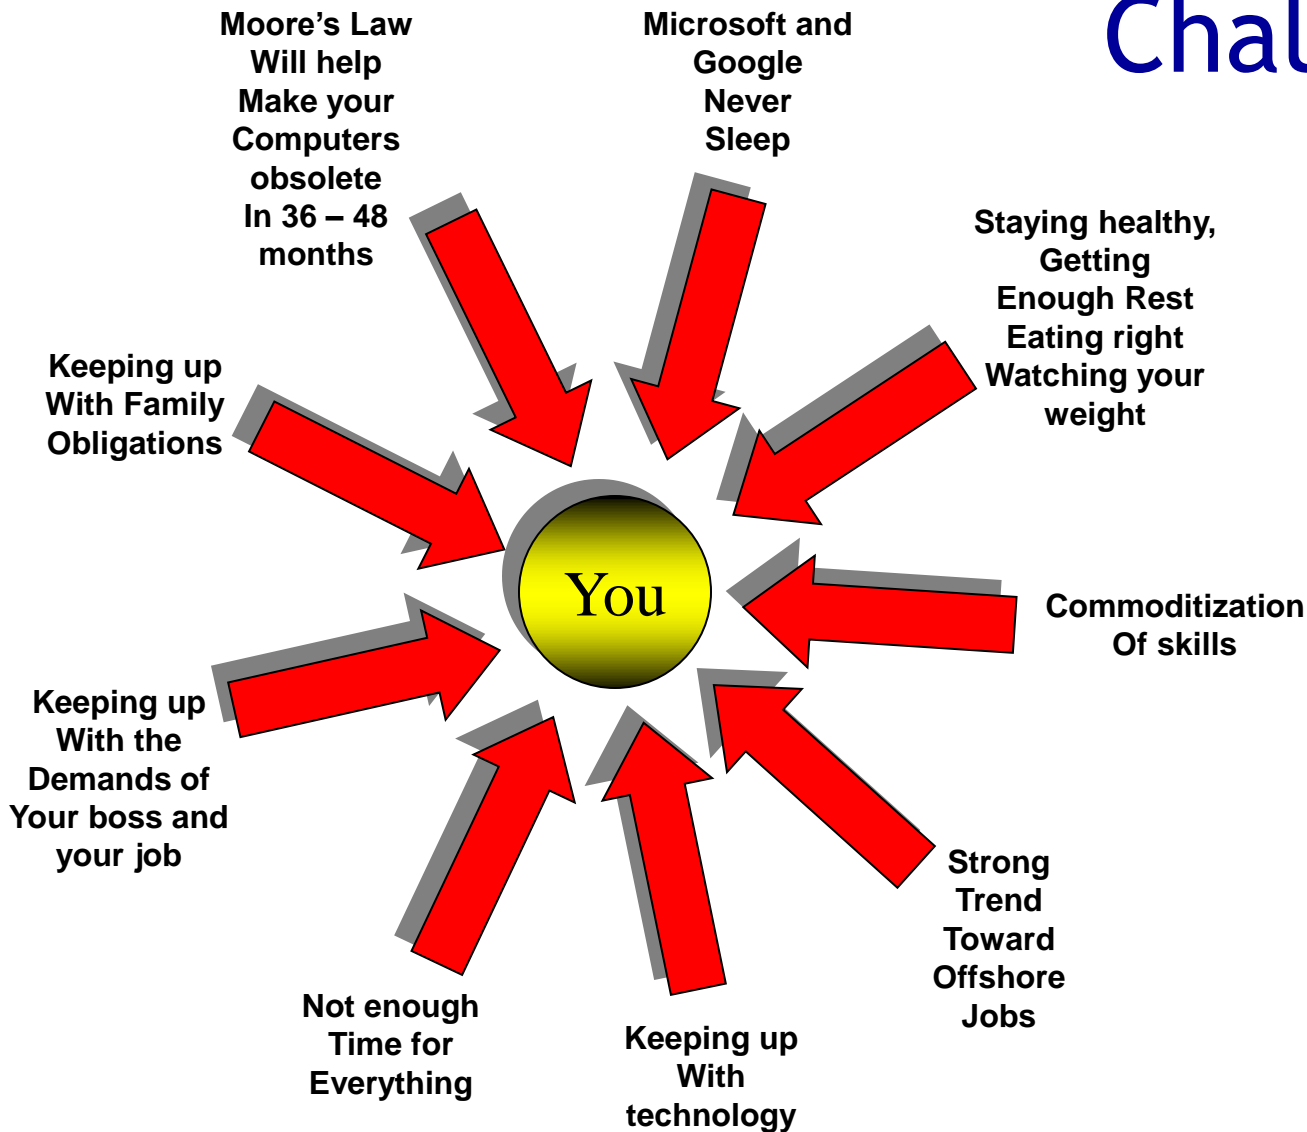 Chal
Moore’s Law
Will help
Make your
Computers
obsolete
In 36 – 48
months
Microsoft and
Google
Never
Sleep
Staying healthy,
Getting
Enough Rest
Eating right
Watching your
weight
Keeping up
With Family
Obligations
You
Commoditization
Of skills
Keeping up
With the
Demands of
Your boss and
your job
Strong
Trend
Toward
Offshore
Jobs
Not enough
Time for
Everything
Keeping up
With
technology